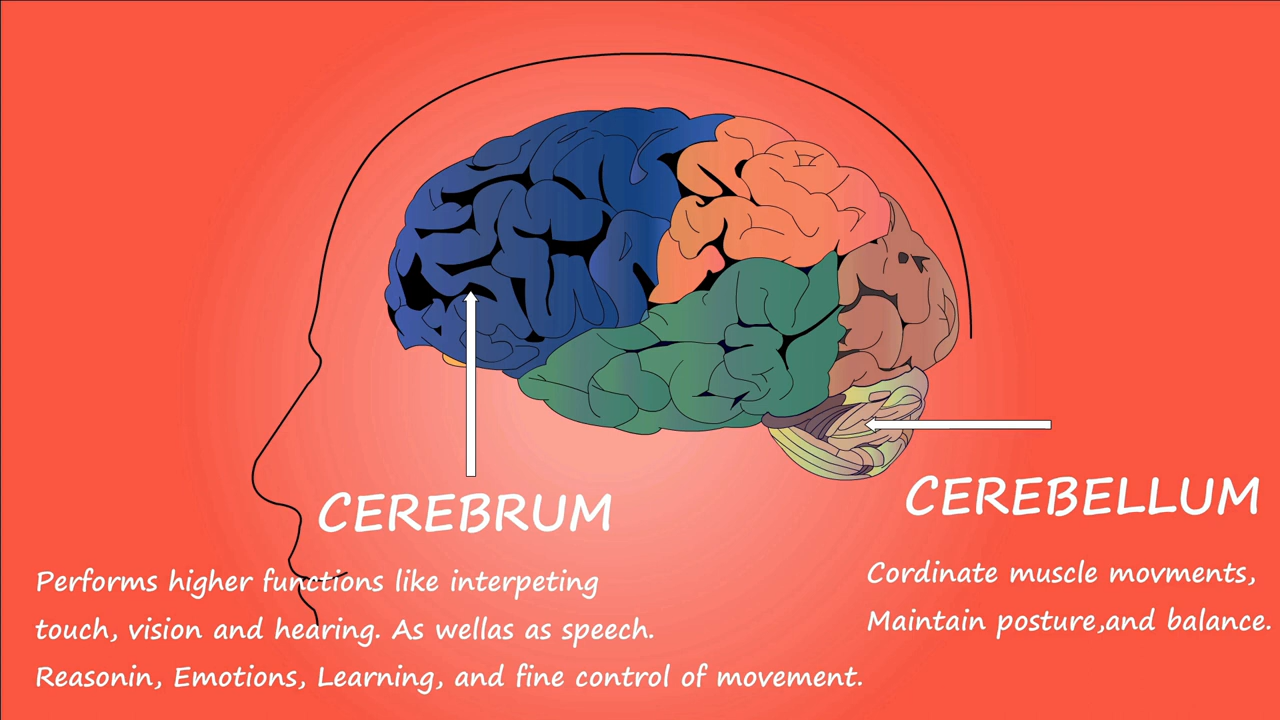 CEREBRUM
Performs higher functions like interpeting
touch, vision and hearing. As wellas as speech.
Reasonin, Emotions, Learning, and fine control of movement.
CEREBELLUM
Cordinate muscle movments,
Maintain posture,and balance.